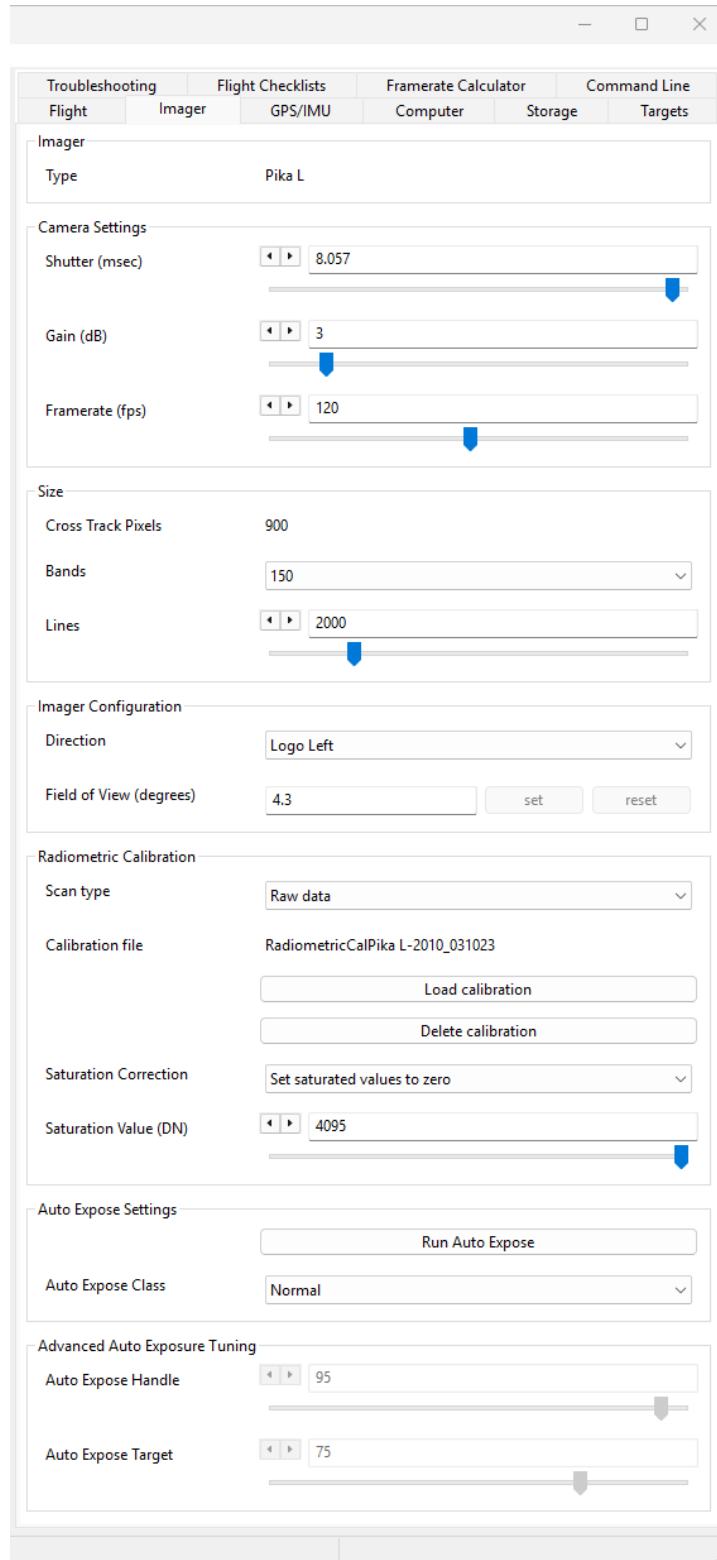 Troubleshooting Flight Checklists Framerate Calculator Command Line
Flight Imager GPS/IMU Computer Storage Targets
Imager
Type Pika L
Camera Settings
Shutter (msec) 8.057
Gain (dB) 3
Framerate (fps) 120
Size
Cross Track Pixels 900
Bands 150
Lines 2000
Imager Configuration
Direction Logo Left
Field of View (degrees) 4.3 set reset
Radiometric Calibration
Scan type Raw data
Calibration file RadiometricCalPika L-2010_031023
Load calibration
Delete calibration
Saturation Correction Set saturated values to zero
Saturation Value (DN) 4095
Auto Expose Settings
Run Auto Expose
Auto Expose Class Normal
Advanced Auto Exposure Tuning
Auto Expose Handle 95
Auto Expose Target 75